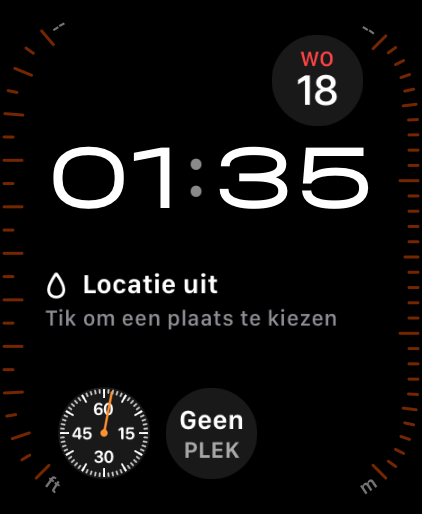 --
--
WO
18
01:35
Locatie uit
Tik om een plaats te kiezen
60
45
15
30
Geen
PLEK
ft
m